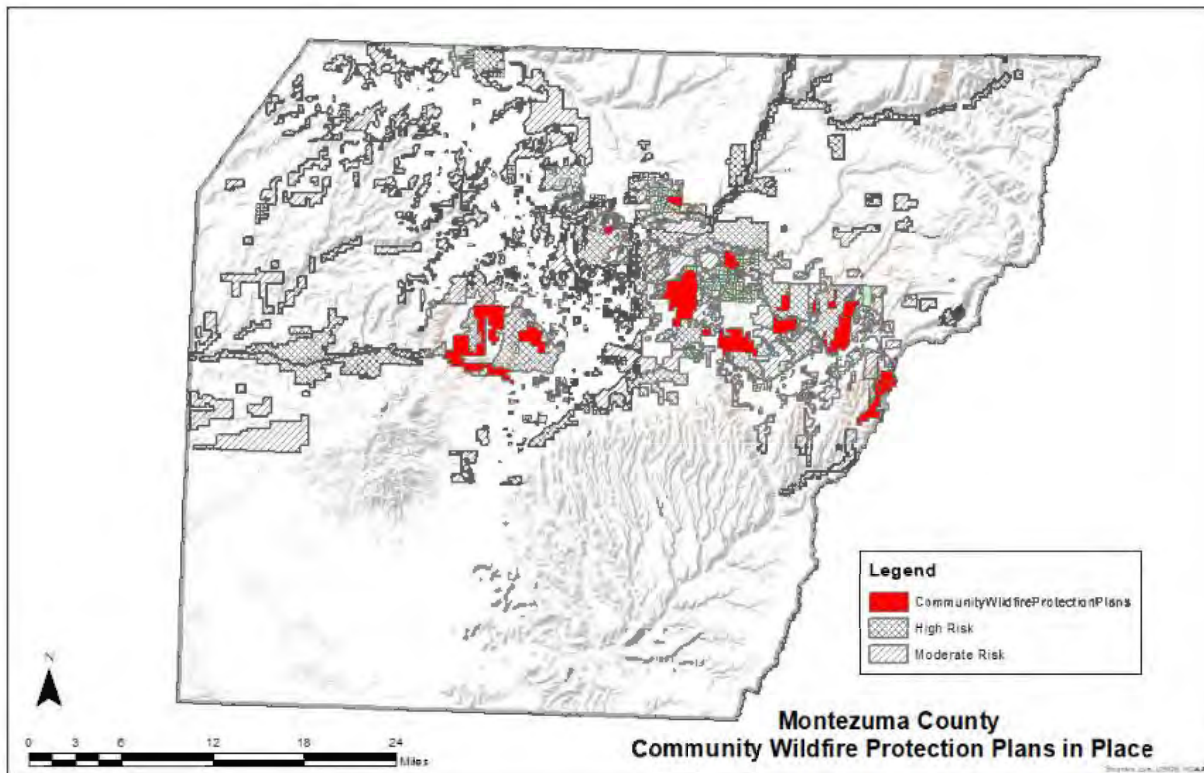 Legend
CommunityWildfireProtectionPlans
High Risk
Moderate Risk
N
0 3 6 12 18 24
Miles
Montezuma County
Community Wildfire Protection Plans in Place